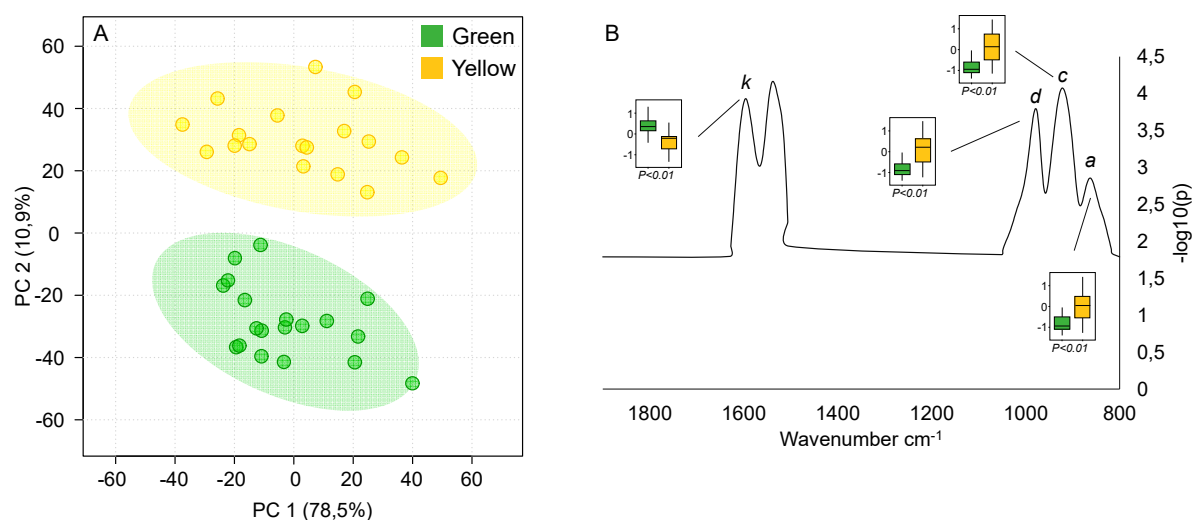 A
Green
Yellow
60
40
20
0
-20
-40
-60
-60
-40
-20
0
20
40
60
PC 2 (10,9%)
PC 1 (78,5%)
B
k
d
c
a
1
0
-1
P<0.01
1
0
-1
P<0.01
1
0
-1
P<0.01
1
0
-1
P<0.01
4,5
4
3,5
3
2,5
2
1,5
1
0,5
0
-log10(p)
1800
1600
1400
1200
1000
800
Wavenumber cm-1